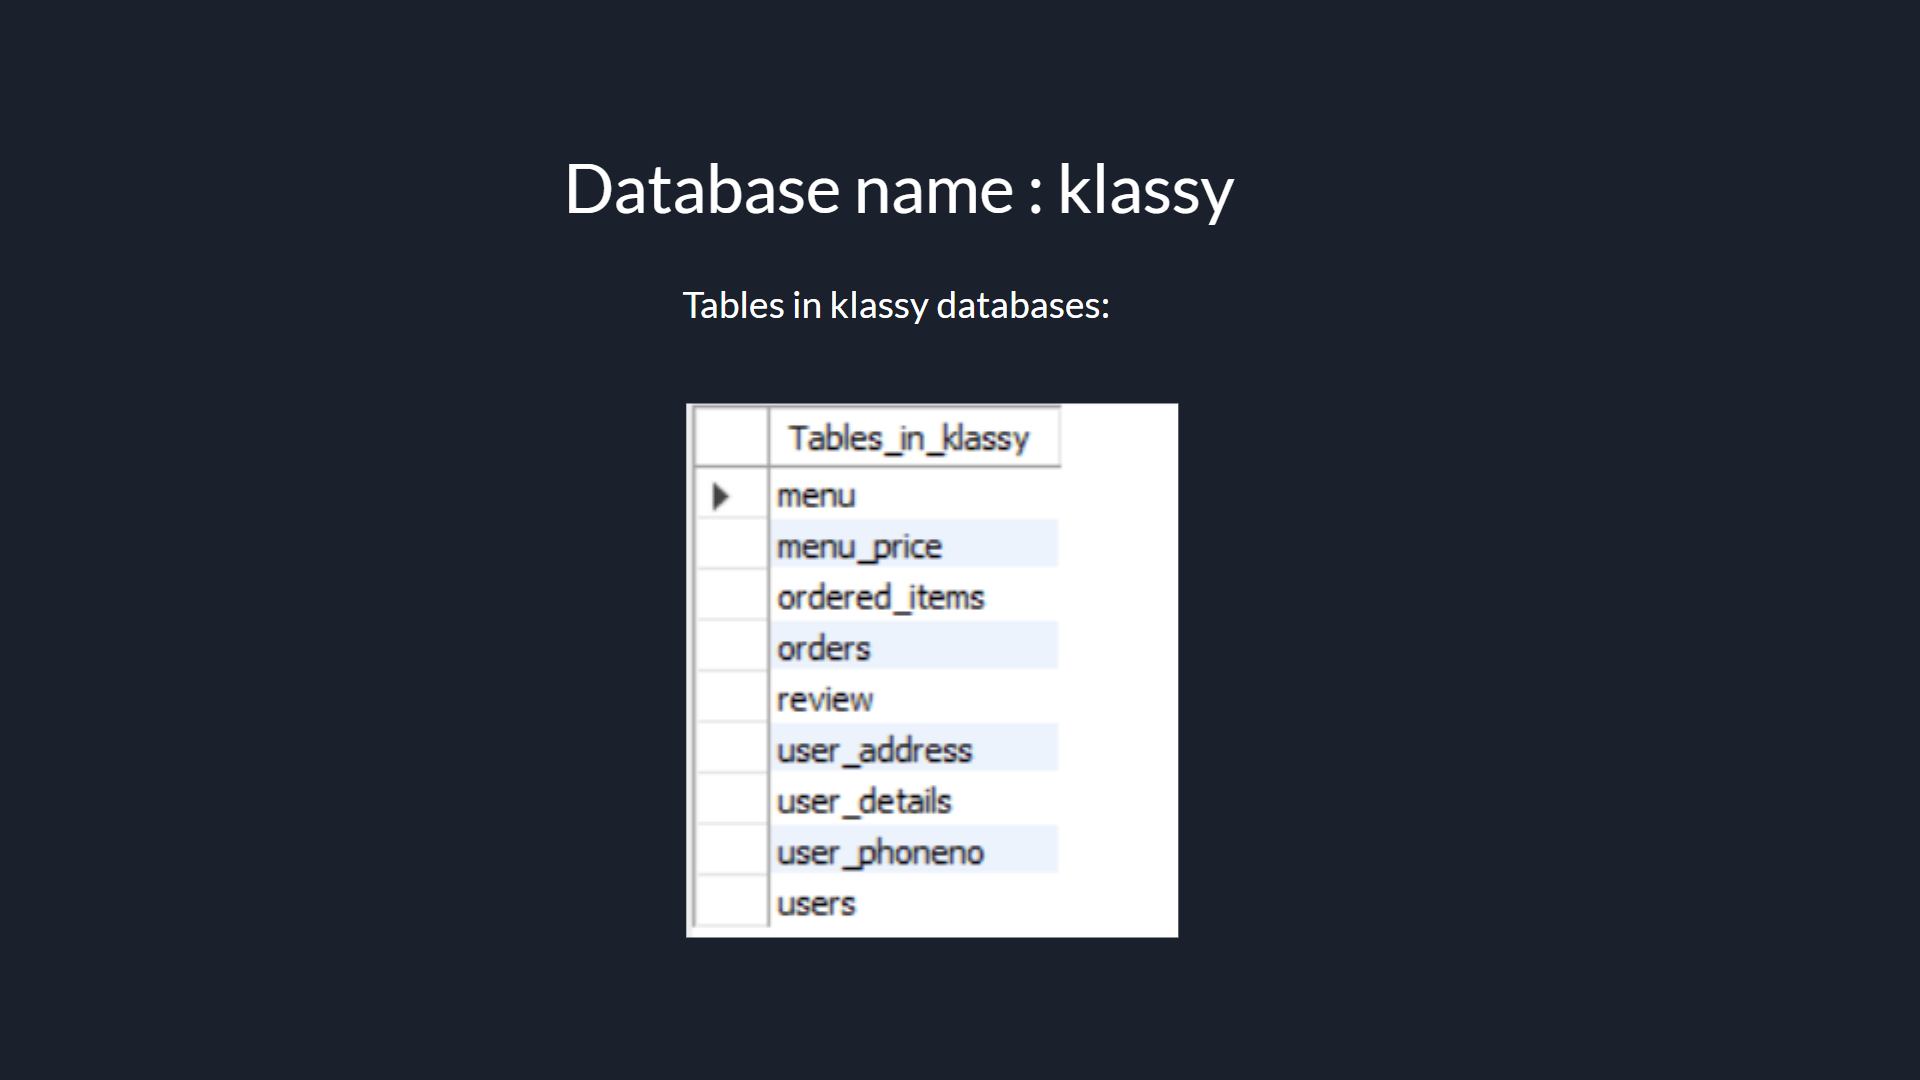 Database name : klassy
Tables in klassy databases:
Tables_in_klassy
menu
menu_price
ordered_items
orders
review
user_address
user_details
user_phoneno
users